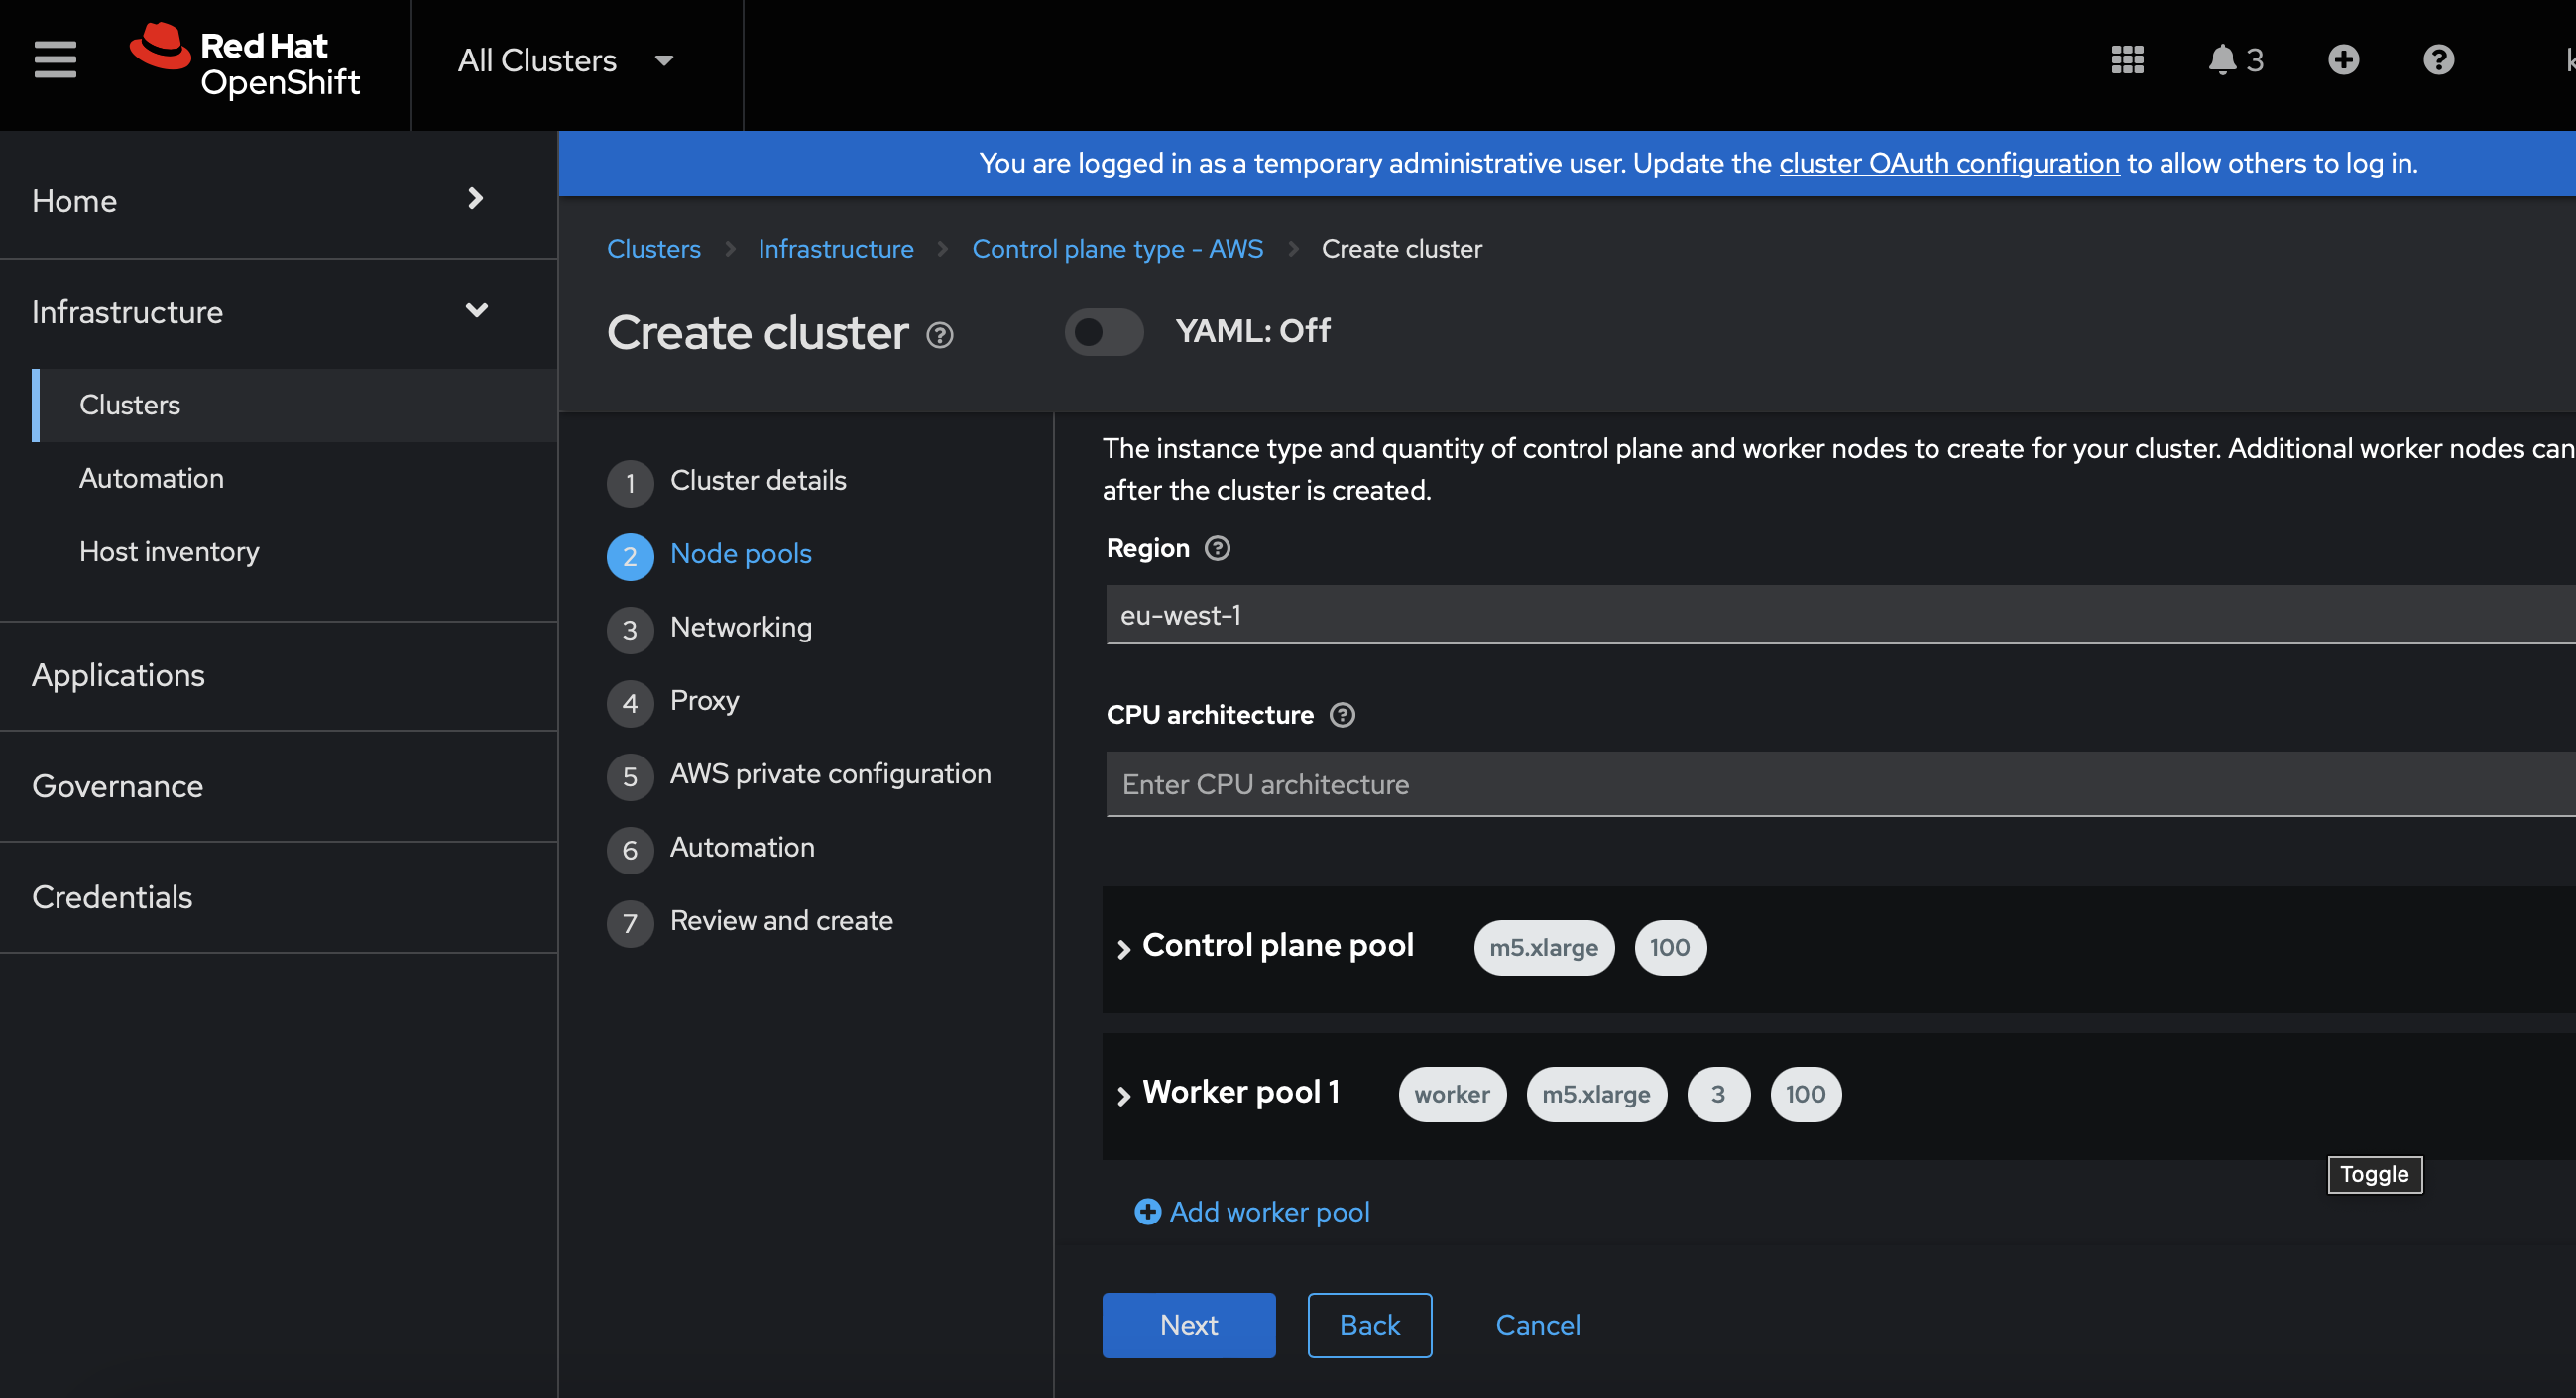 Red Hat
OpenShift
All Clusters
3
You are logged in as a temporary administrative user. Update the cluster OAuth configuration to allow others to log in.
Home
Infrastructure
Clusters
Automation
Host inventory
Applications
Governance
Credentials
Clusters
Infrastructure
Control plane type - AWS
Create cluster
Create cluster
YAML: Off
1 Cluster details
2 Node pools
3 Networking
4 Proxy
5 AWS private configuration
6 Automation
7 Review and create
The instance type and quantity of control plane and worker nodes to create for your cluster. Additional worker nodes can
after the cluster is created.
Region
eu-west-1
CPU architecture
Enter CPU architecture
Control plane pool m5.xlarge 100
Worker pool 1 worker m5.xlarge 3 100
Toggle
Add worker pool
Next Back Cancel